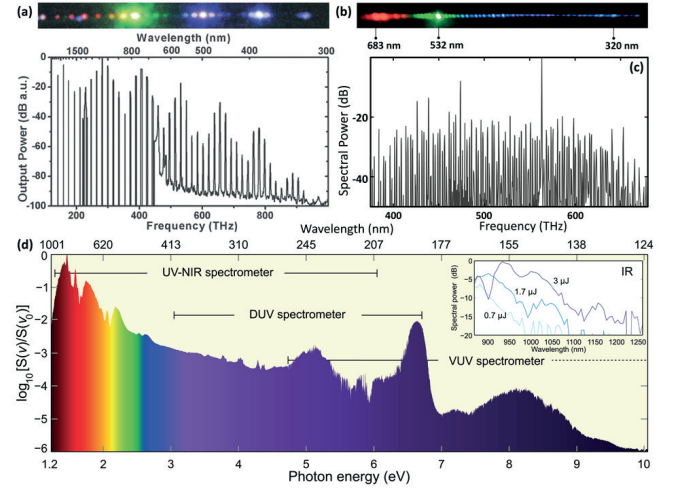 (a)
Wavelength (nm)
1500 800 600 500 400 300
Output Power (dB a.u.)
0
-20
-40
-60
-80
-100
200 400 600 800
Frequency (THz)
(b)
683 nm 532 nm 320 nm
(c)
Spectral Power (dB)
-20
-40
400 500 600
Frequency (THz)
Wavelength (nm)
(d)
1001 620 413 310 245 207 177 155 138 124
log10[S(ν)/S(ν₀)]
0
−1
−2
−3
−4
−5
−6
UV-NIR spectrometer
DUV spectrometer
VUV spectrometer
IR
Spectral power (dB)
0
-5
-10
-15
-20
3 µJ
1.7 µJ
0.7 µJ
900 950 1000 1050 1100 1150 1200 1250
Wavelength (nm)
1.2 2 3 4 5 6 7 8 9 10
Photon energy (eV)